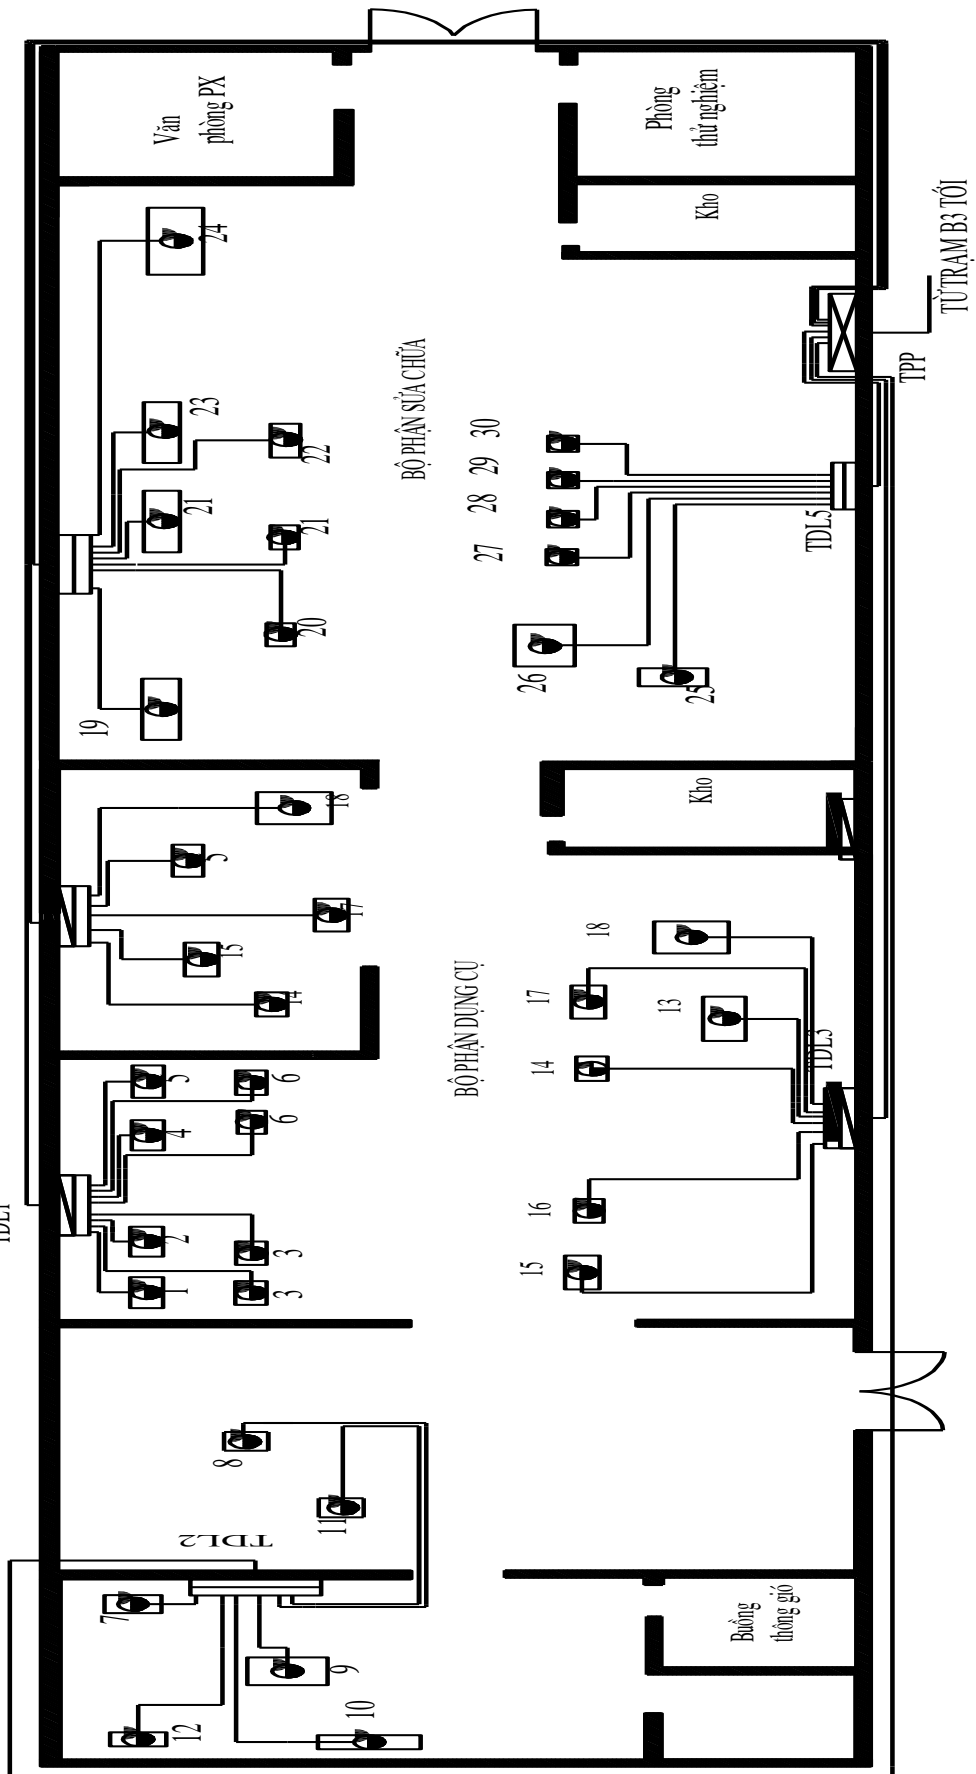 Văn
phòng PX
Phòng
thử nghiệm
Kho
TỪ TRẠM B3 TỚI
TPP
24
23
22
21
21
20
19
BỘ PHẬN SỬA CHỮA
30
29
28
27
26
25
TDL5
Kho
18
5
17
15
14
BỘ PHẬN DỤNG CỤ
18
17
13
14
TDL3
16
15
5
6
4
6
2
3
1
3
TDL1
8
11
TDL2
7
9
10
12
Buồng
thông gió